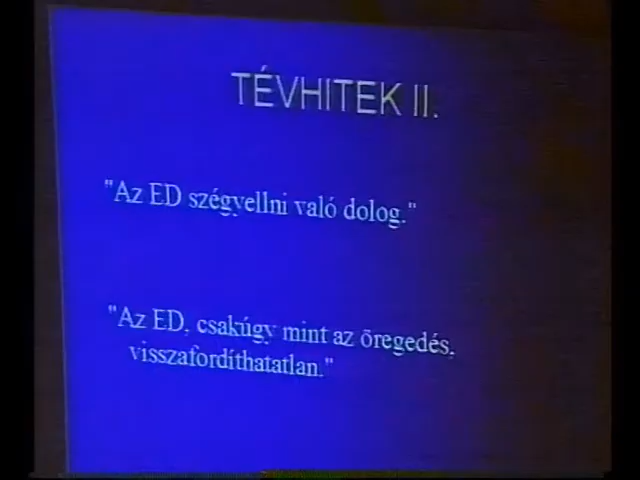 TÉVHITEK II.
"Az ED szégyellni való dolog."
"Az ED, csakúgy mint az öregedés,
visszafordíthatatlan."